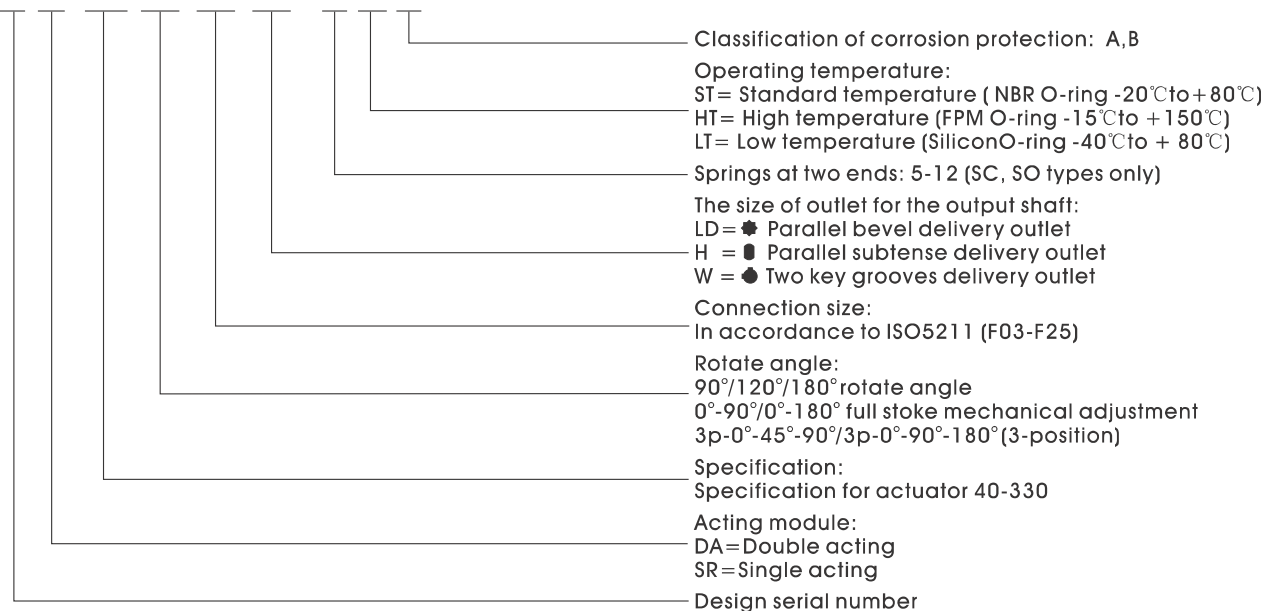 Classification of corrosion protection: A,B
Operating temperature:
ST= Standard temperature ( NBR O-ring -20℃to+80℃)
HT= High temperature (FPM O-ring -15℃to +150℃)
LT= Low temperature (SiliconO-ring -40℃to + 80℃)
Springs at two ends: 5-12 (SC, SO types only)
The size of outlet for the output shaft:
LD= Parallel bevel delivery outlet
H = Parallel subtense delivery outlet
W = Two key grooves delivery outlet
Connection size:
In accordance to ISO5211 (F03-F25)
Rotate angle:
90°/120°/180°rotate angle
0°-90°/0°-180° full stoke mechanical adjustment
3p-0°-45°-90°/3p-0°-90°-180°(3-position)
Specification:
Specification for actuator 40-330
Acting module:
DA=Double acting
SR=Single acting
Design serial number